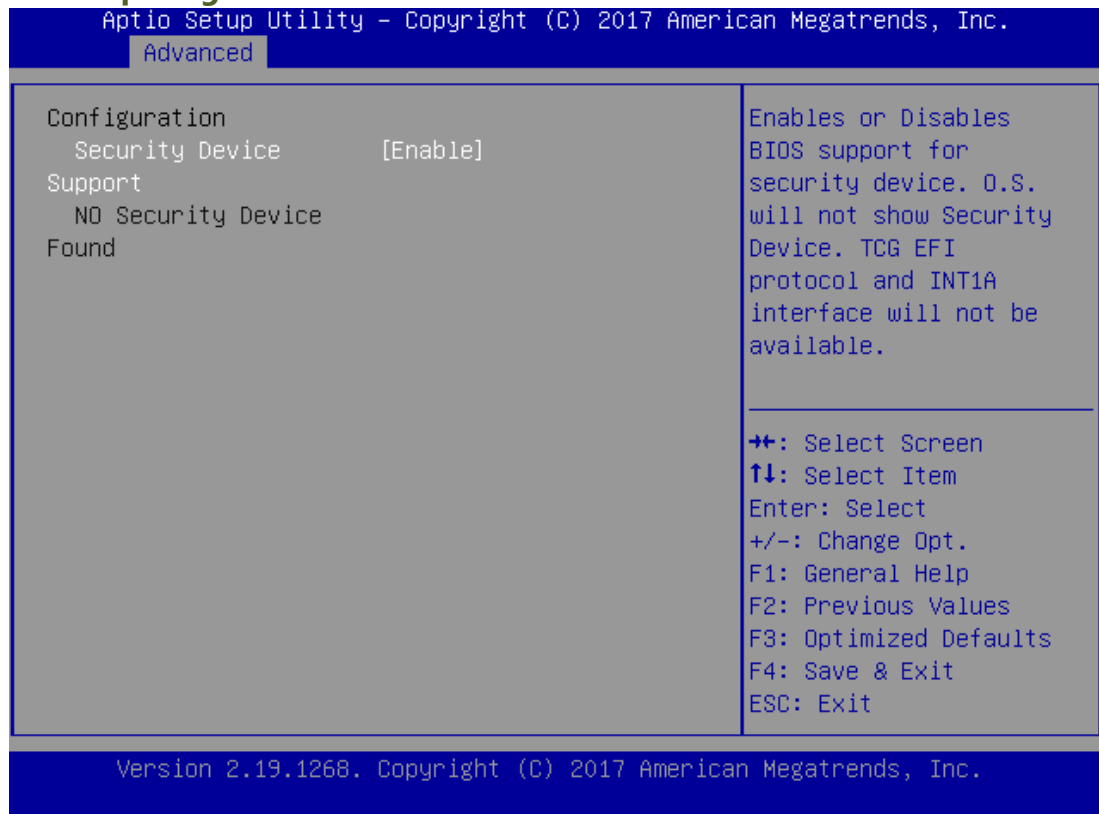 Aptio Setup Utility – Copyright (C) 2017 American Megatrends, Inc.
Advanced
Configuration
Security Device [Enable]
Support
NO Security Device
Found
Enables or Disables
BIOS support for
security device. O.S.
will not show Security
Device. TCG EFI
protocol and INT1A
interface will not be
available.
→←: Select Screen
↑↓: Select Item
Enter: Select
+/-: Change Opt.
F1: General Help
F2: Previous Values
F3: Optimized Defaults
F4: Save & Exit
ESC: Exit
Version 2.19.1268. Copyright (C) 2017 American Megatrends, Inc.